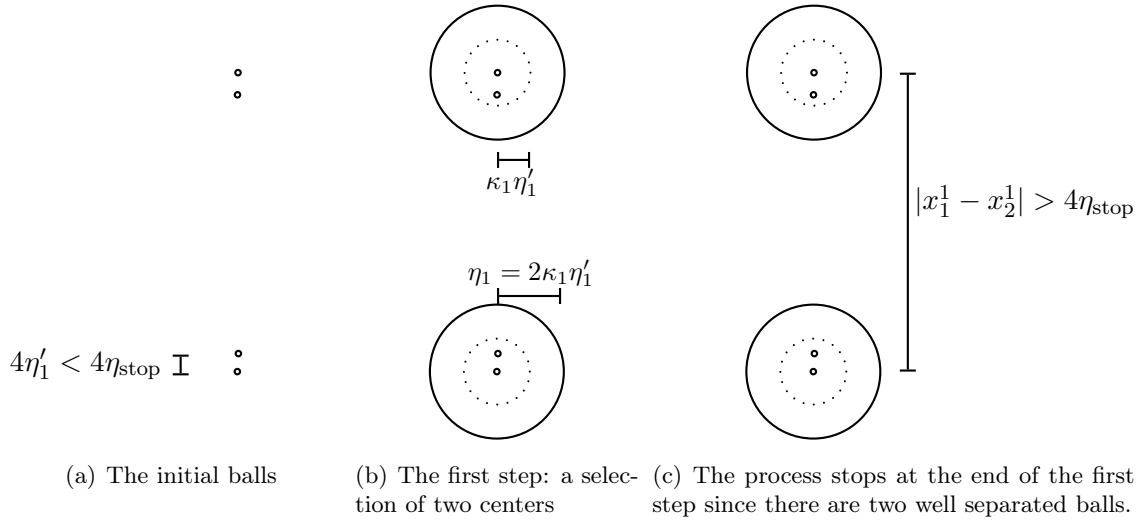 κ₁η′₁
|x¹₁ − x¹₂| > 4ηstop
η₁ = 2κ₁η′₁
4η′₁ < 4ηstop
(a) The initial balls
(b) The first step: a selec-
tion of two centers
(c) The process stops at the end of the first
step since there are two well separated balls.